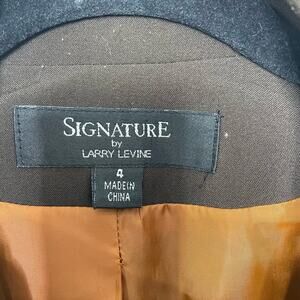 SIGNATURE
by
LARRY LEVINE
4
MADE IN
CHINA